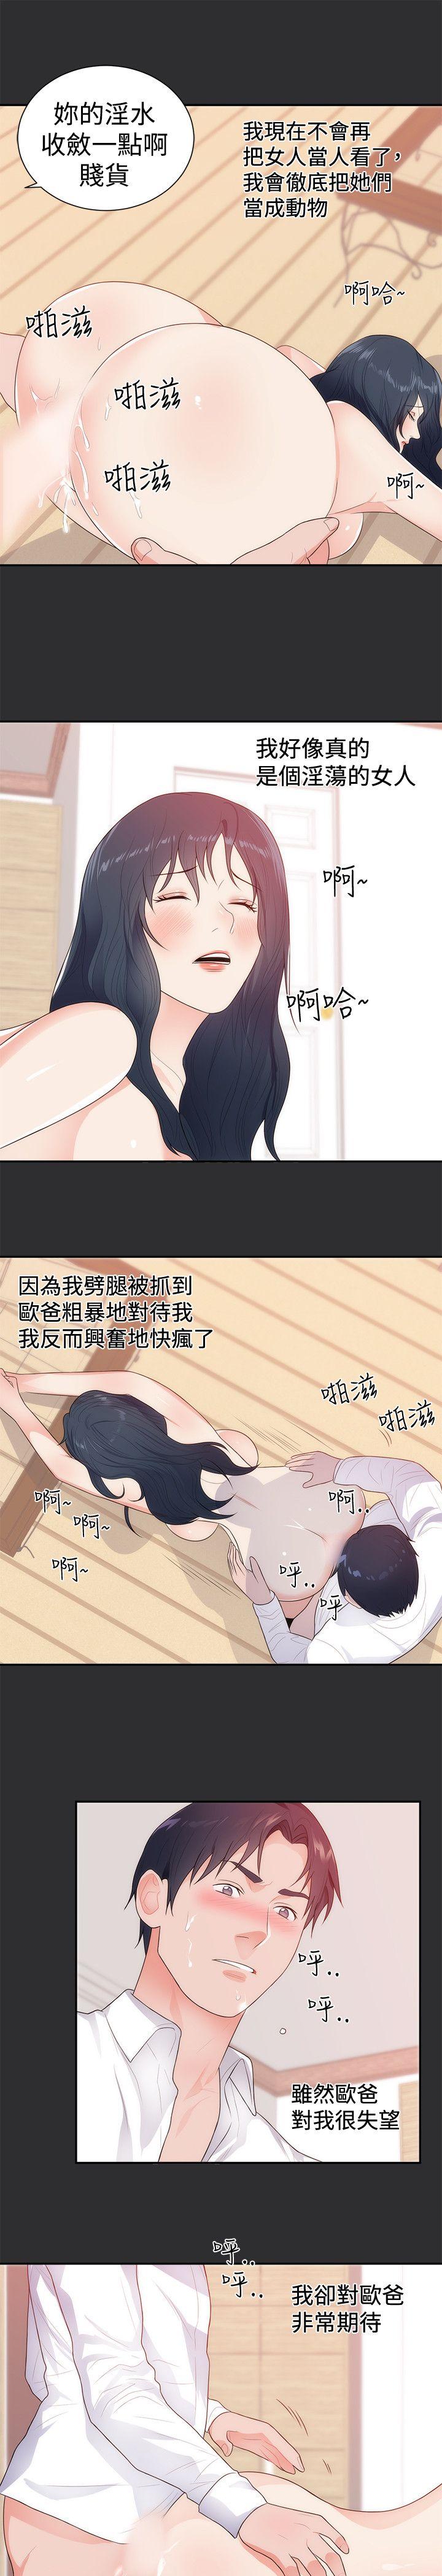 妳的淫水
收斂一點啊
賤貨
我現在不會再
把女人當人看了，
我會徹底把她們
當成動物
啊哈~
啪滋
啪滋
啪滋
啊~
我好像真的
是個淫蕩的女人
啊~
啊哈~
因為我劈腿被抓到
歐爸粗暴地對待我
我反而興奮地快瘋了
啪滋
啪滋
啊~
啊~
啊~
啊..
呼..
呼
呼..
呼..
雖然歐爸
對我很失望
呼..
呼..
我卻對歐爸
非常期待